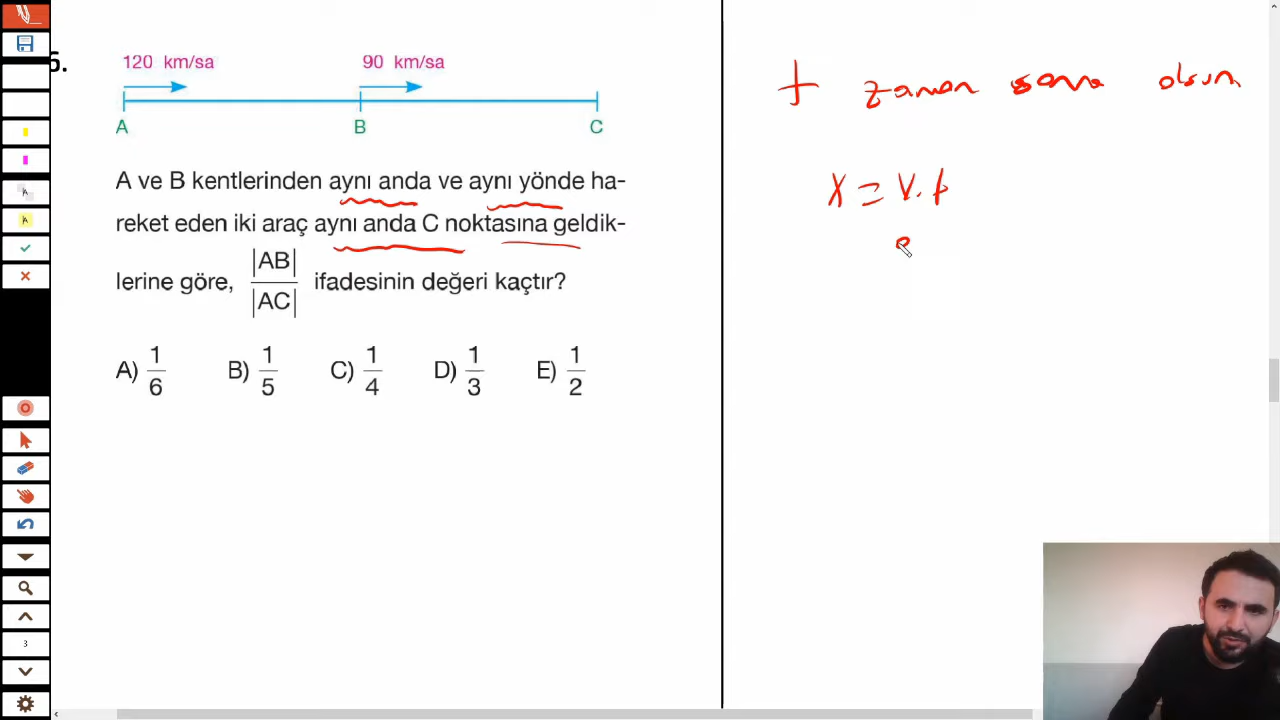 6.
120 km/sa
90 km/sa
A
B
C
A ve B kentlerinden aynı anda ve aynı yönde ha-
reket eden iki araç aynı anda C noktasına geldik-
lerine göre, |AB| / |AC| ifadesinin değeri kaçtır?
A) 1/6 B) 1/5 C) 1/4 D) 1/3 E) 1/2
t zaman sonra olsun
X = V.t
3